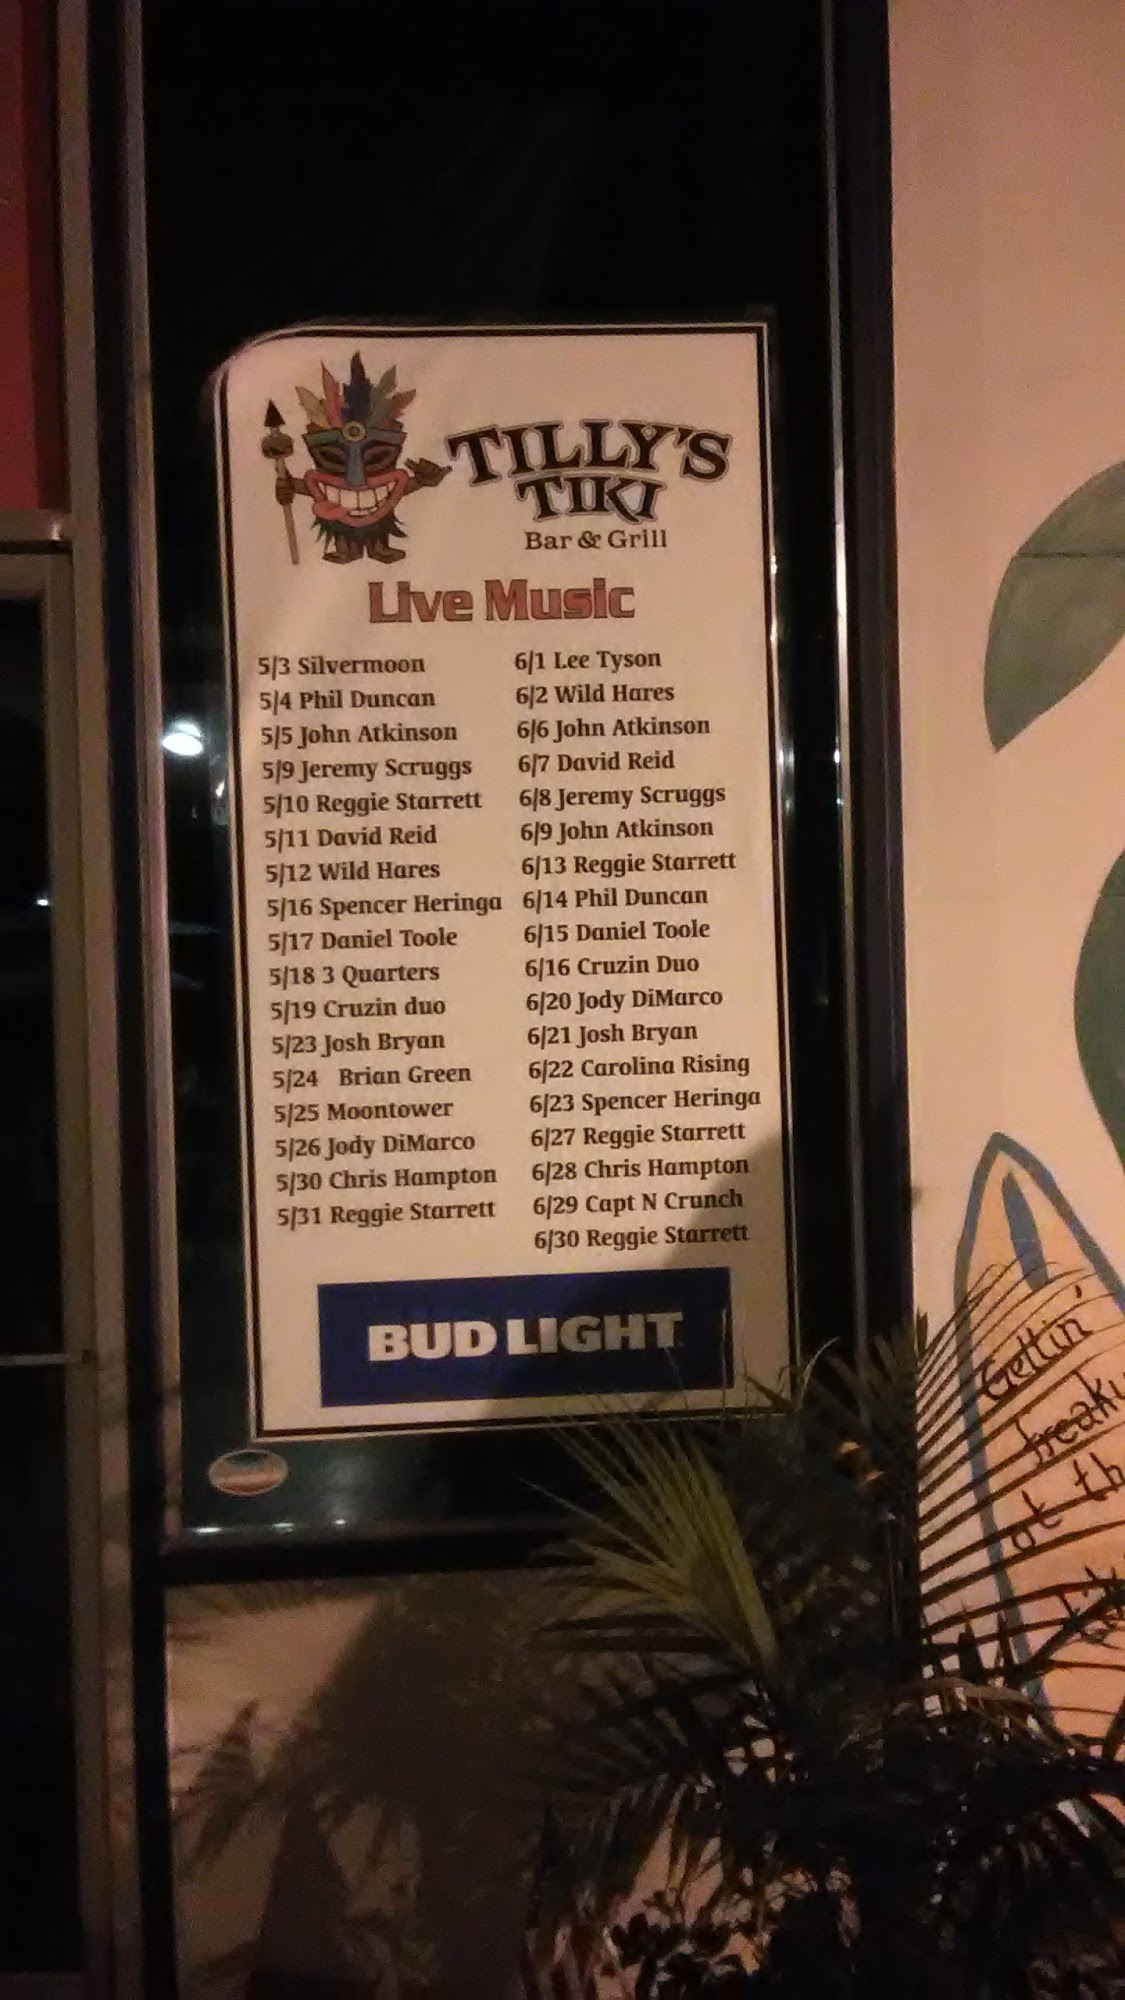 TILLY'S
TIKI
Bar & Grill
Live Music
5/3 Silvermoon
5/4 Phil Duncan
5/5 John Atkinson
5/9 Jeremy Scruggs
5/10 Reggie Starrett
5/11 David Reid
5/12 Wild Hares
5/16 Spencer Heringa
5/17 Daniel Toole
5/18 3 Quarters
5/19 Cruzin duo
5/23 Josh Bryan
5/24 Brian Green
5/25 Moontower
5/26 Jody DiMarco
5/30 Chris Hampton
5/31 Reggie Starrett
6/1 Lee Tyson
6/2 Wild Hares
6/6 John Atkinson
6/7 David Reid
6/8 Jeremy Scruggs
6/9 John Atkinson
6/13 Reggie Starrett
6/14 Phil Duncan
6/15 Daniel Toole
6/16 Cruzin Duo
6/20 Jody DiMarco
6/21 Josh Bryan
6/22 Carolina Rising
6/23 Spencer Heringa
6/27 Reggie Starrett
6/28 Chris Hampton
6/29 Capt N Crunch
6/30 Reggie Starrett
BUD LIGHT
Gettin'
freaky
at th